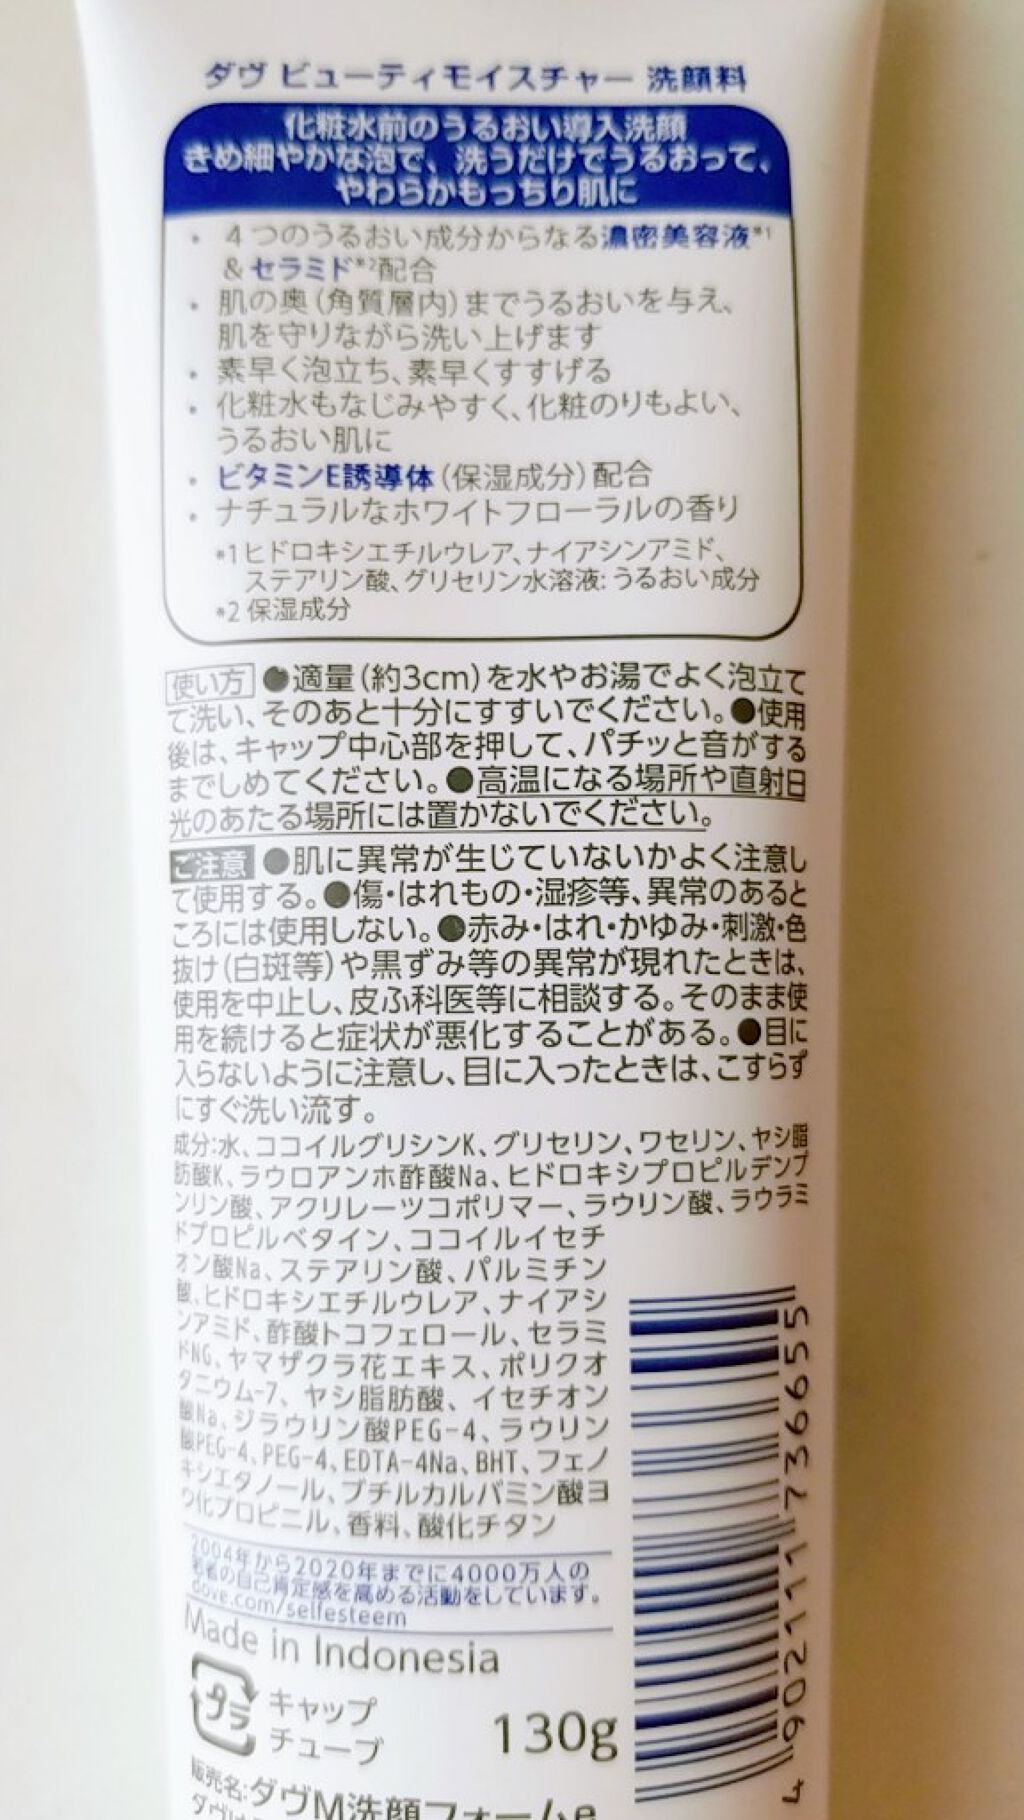 ダヴ ビューティモイスチャー 洗顔料
化粧水前のうるおい導入洗顔
きめ細やかな泡で、洗うだけでうるおって、
やわらかもっちり肌に
・ 4つのうるおい成分からなる濃密美容液*1
＆セラミド*2配合
・ 肌の奥(角質層内)までうるおいを与え、
肌を守りながら洗い上げます
・ 素早く泡立ち、素早くすすげる
・ 化粧水もなじみやすく、化粧のりもよい、
うるおい肌に
・ ビタミンE誘導体(保湿成分)配合
・ ナチュラルなホワイトフローラルの香り
*1ヒドロキシエチルウレア、ナイアシンアミド、
ステアリン酸、グリセリン水溶液: うるおい成分
*2 保湿成分
使い方 ●適量(約3cm)を水やお湯でよく泡立て
て洗い、そのあと十分にすすいでください。●使用
後は、キャップ中心部を押して、パチッと音がする
までしめてください。●高温になる場所や直射日
光のあたる場所には置かないでください。
ご注意 ●肌に異常が生じていないかよく注意し
て使用する。●傷・はれもの・湿疹等、異常のあると
ころには使用しない。●赤み・はれ・かゆみ・刺激・色
抜け(白斑等)や黒ずみ等の異常が現れたときは、
使用を中止し、皮ふ科医等に相談する。そのまま使
用を続けると症状が悪化することがある。●目に
入らないように注意し、目に入ったときは、こすらず
にすぐ洗い流す。
成分:水、ココイルグリシンK、グリセリン、ワセリン、ヤシ脂
肪酸K、ラウロアンホ酢酸Na、ヒドロキシプロピルデンプ
ンリン酸、アクリレーツコポリマー、ラウリン酸、ラウラミ
ドプロピルベタイン、ココイルイセチ
オン酸Na、ステアリン酸、パルミチン
酸、ヒドロキシエチルウレア、ナイアシ
ンアミド、酢酸トコフェロール、セラミ
ドNG、ヤマザクラ花エキス、ポリクオ
タニウム-7、ヤシ脂肪酸、イセチオン
酸Na、ジラウリン酸PEG-4、ラウリン
酸PEG-4、PEG-4、EDTA-4Na、BHT、フェノ
キシエタノール、ブチルカルバミン酸ヨ
ウ化プロピニル、香料、酸化チタン
2004年から2020年までに4000万人の
若者の自己肯定感を高める活動をしています。
dove.com/selfesteem
Made in Indonesia
プラ キャップ
チューブ
130g
4 902111 736655
販売名:ダヴM洗顔フォームe